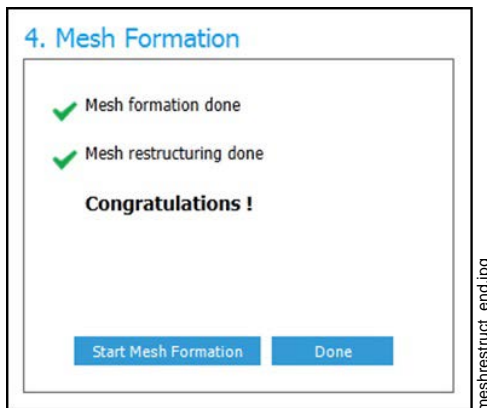 4. Mesh Formation
Mesh formation done
Mesh restructuring done
Congratulations !
Start Mesh Formation
Done
meshrestruct_end.jpg